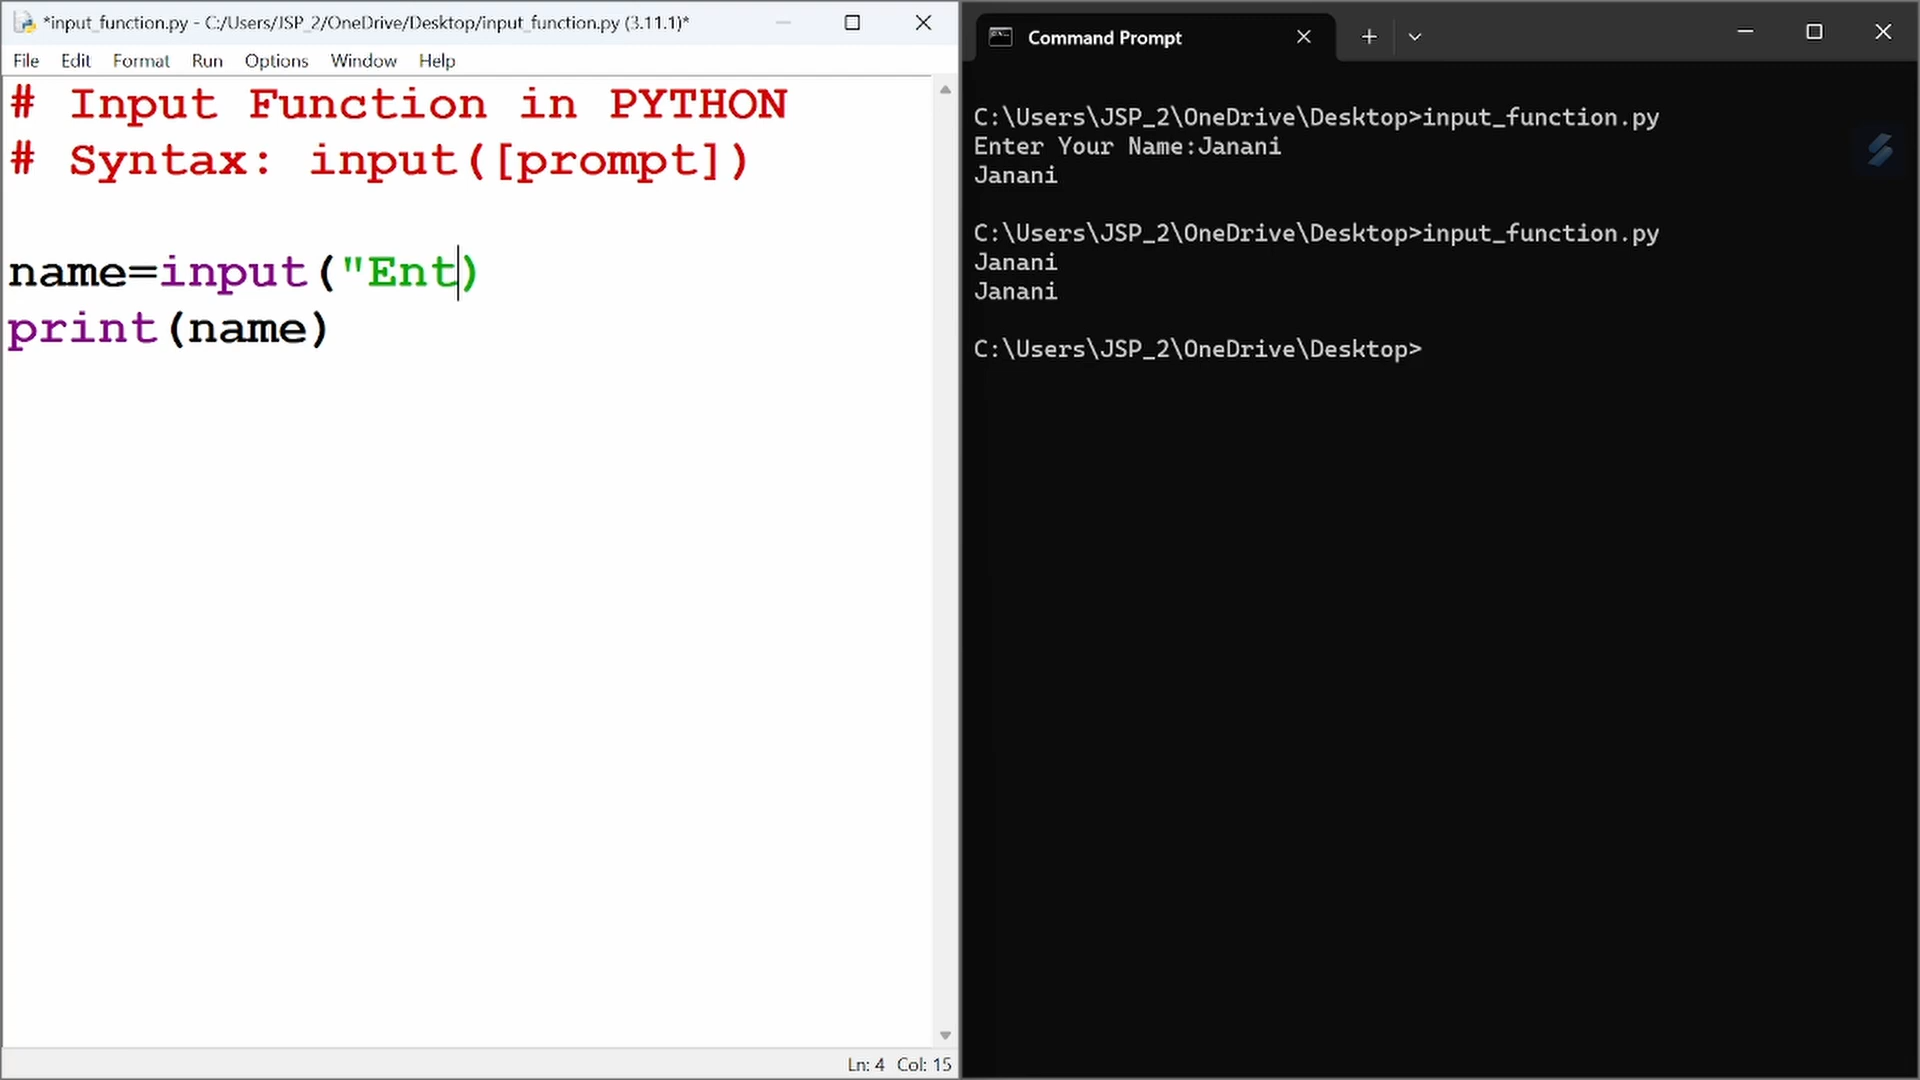 *input_function.py - C:/Users/JSP_2/OneDrive/Desktop/input_function.py (3.11.1)*
File Edit Format Run Options Window Help
# Input Function in PYTHON
# Syntax: input([prompt])
name=input("Ent)
print(name)
Ln: 4 Col: 15
Command Prompt
C:\Users\JSP_2\OneDrive\Desktop>input_function.py
Enter Your Name:Janani
Janani
C:\Users\JSP_2\OneDrive\Desktop>input_function.py
Janani
Janani
C:\Users\JSP_2\OneDrive\Desktop>